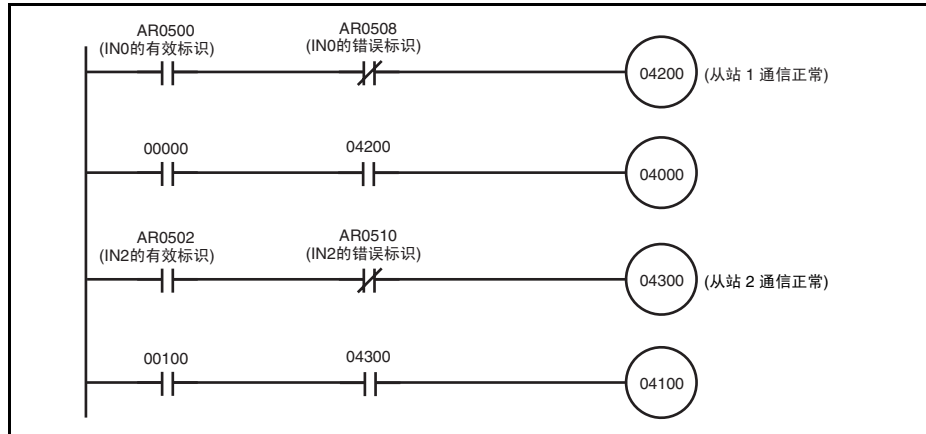 AR0500
(IN0的有效标识)
AR0508
(IN0的错误标识)
04200
(从站 1 通信正常)
00000
04200
04000
AR0502
(IN2的有效标识)
AR0510
(IN2的错误标识)
04300
(从站 2 通信正常)
00100
04300
04100